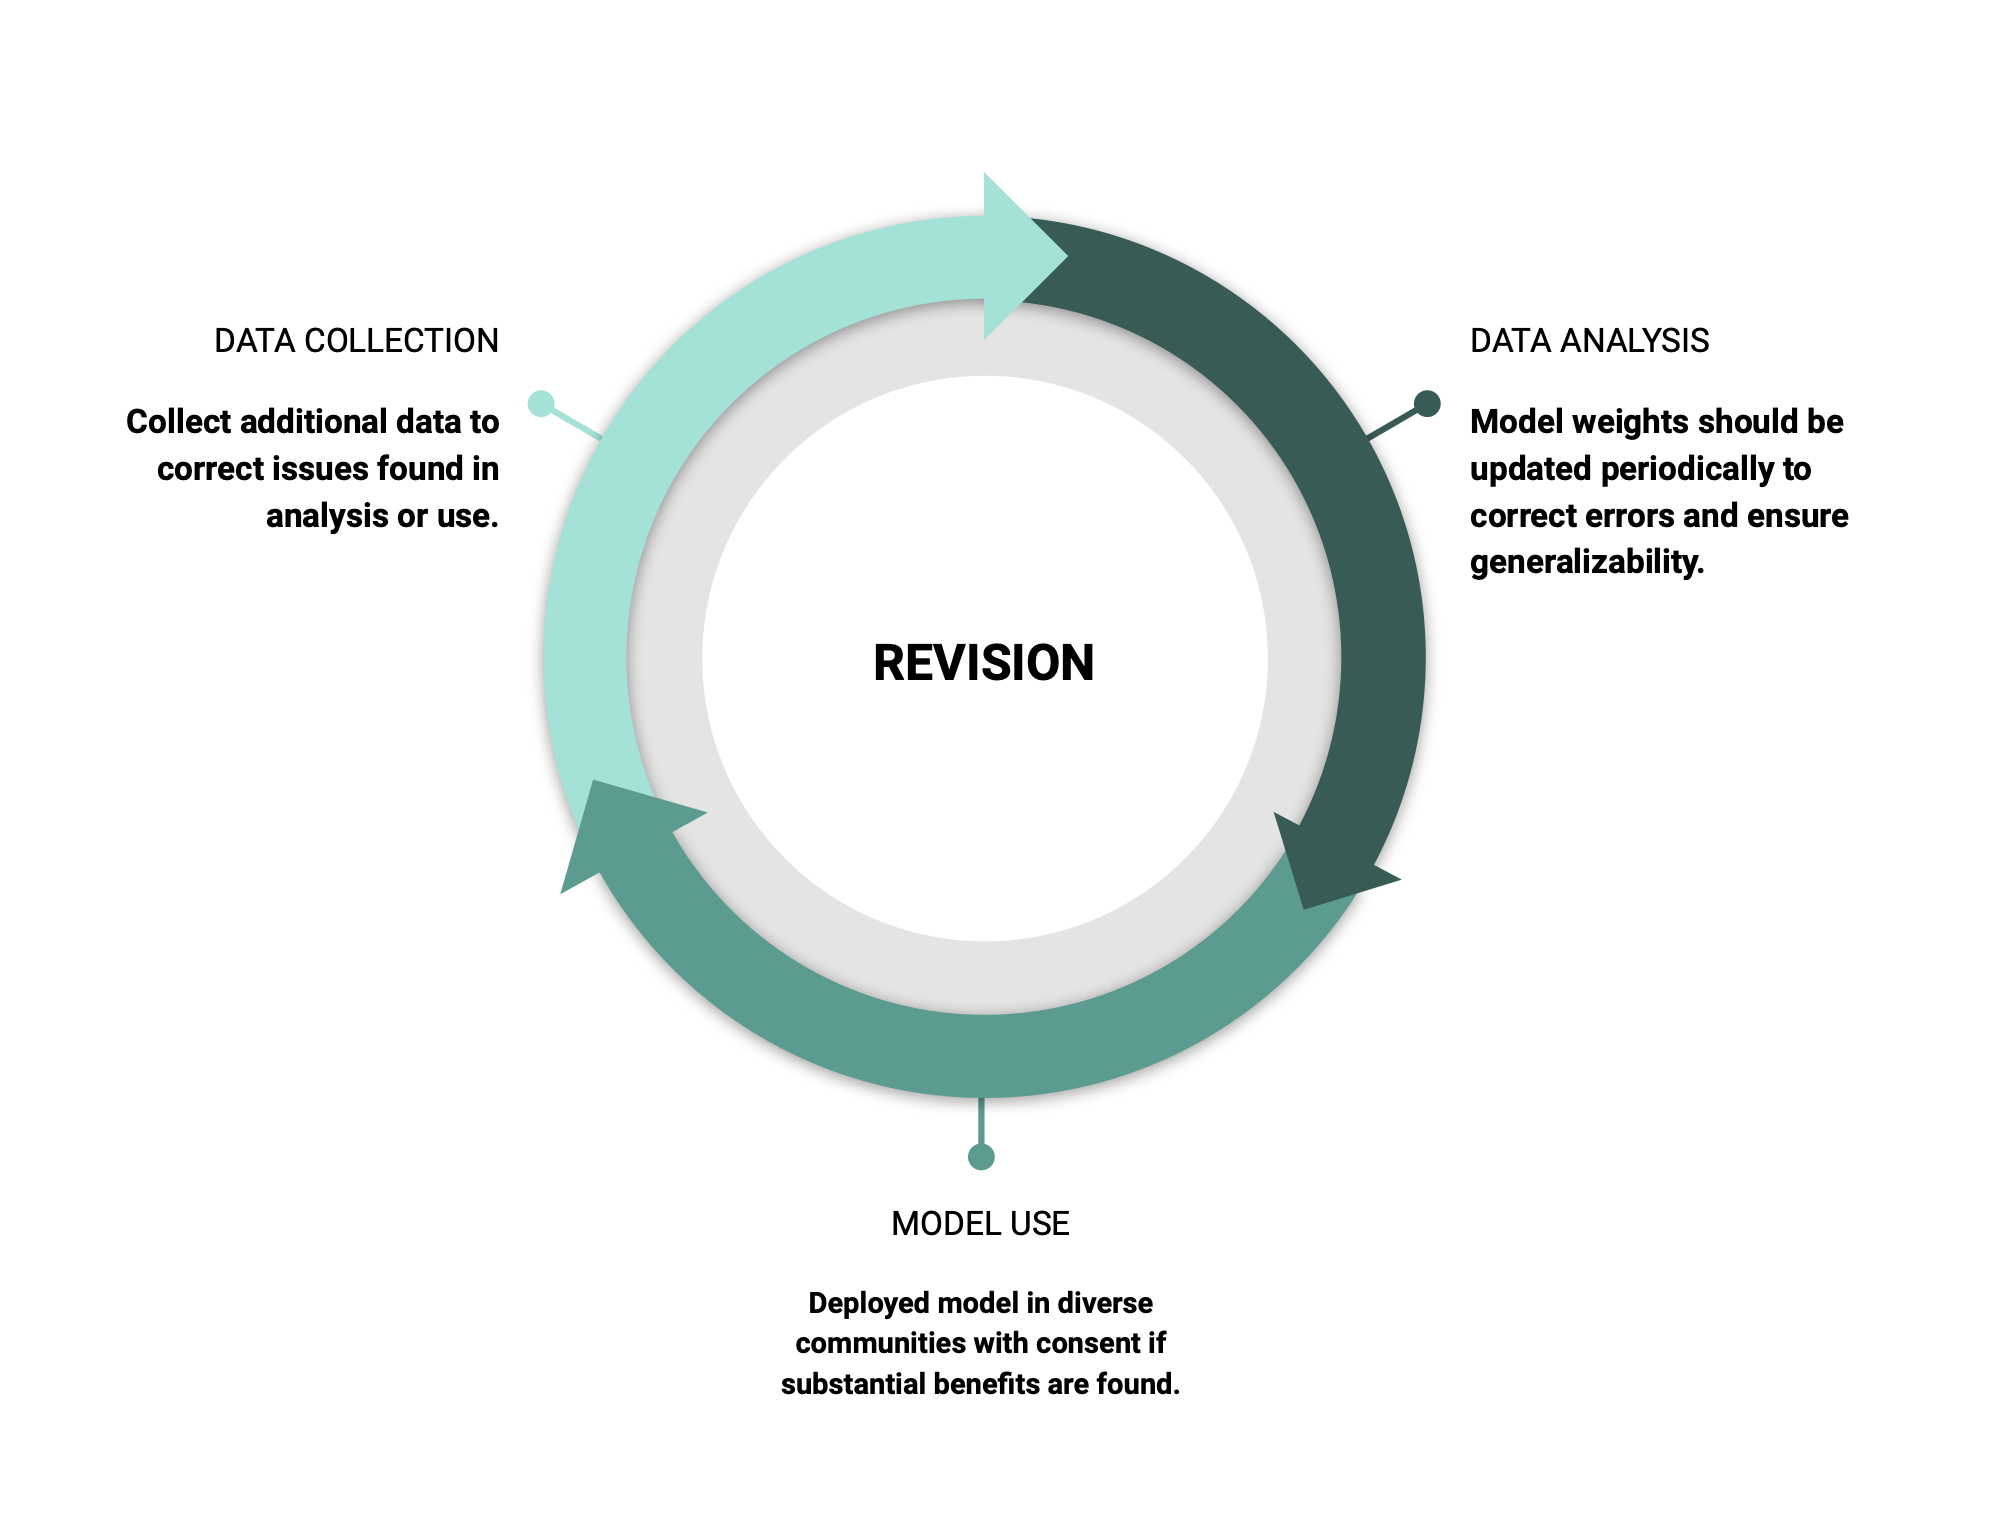 DATA COLLECTION
Collect additional data to
correct issues found in
analysis or use.
DATA ANALYSIS
Model weights should be
updated periodically to
correct errors and ensure
generalizability.
REVISION
MODEL USE
Deployed model in diverse
communities with consent if
substantial benefits are found.